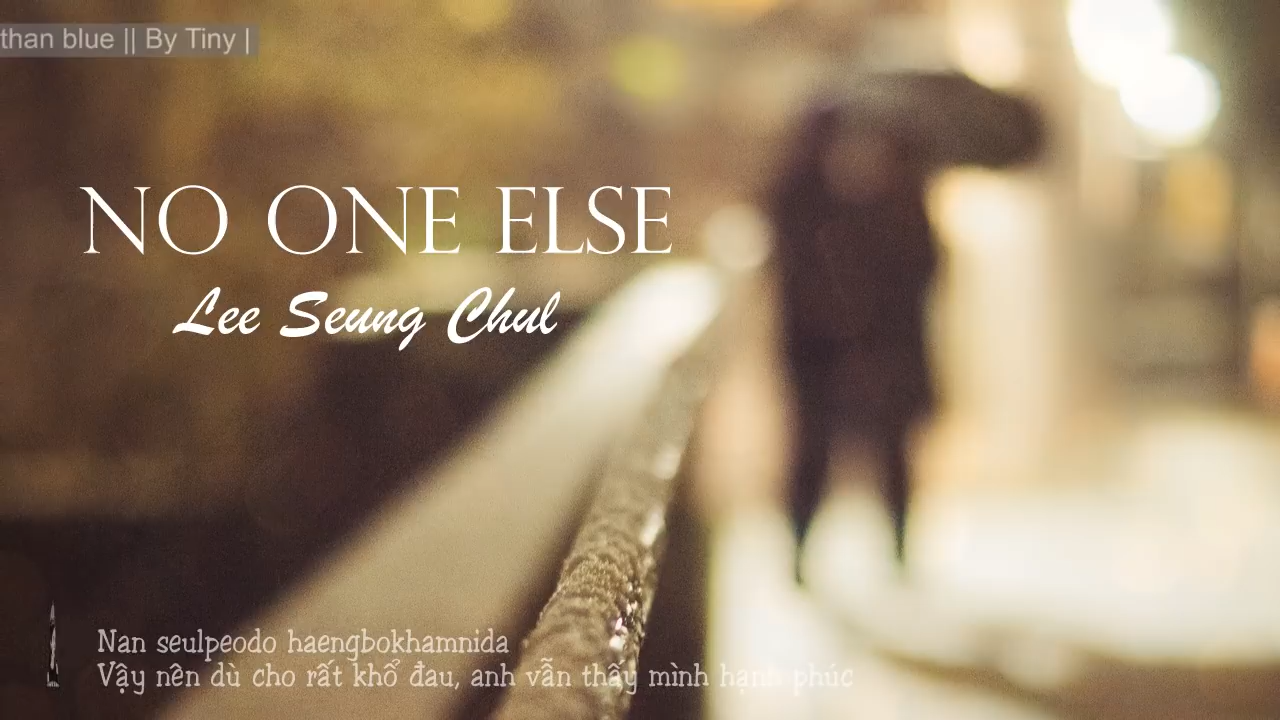 than blue || By Tiny |
NO ONE ELSE
Lee Seung Chul
Nan seulpeodo haengbokhamnida
Vậy nên dù cho rất khổ đau, anh vẫn thấy mình hạnh phúc